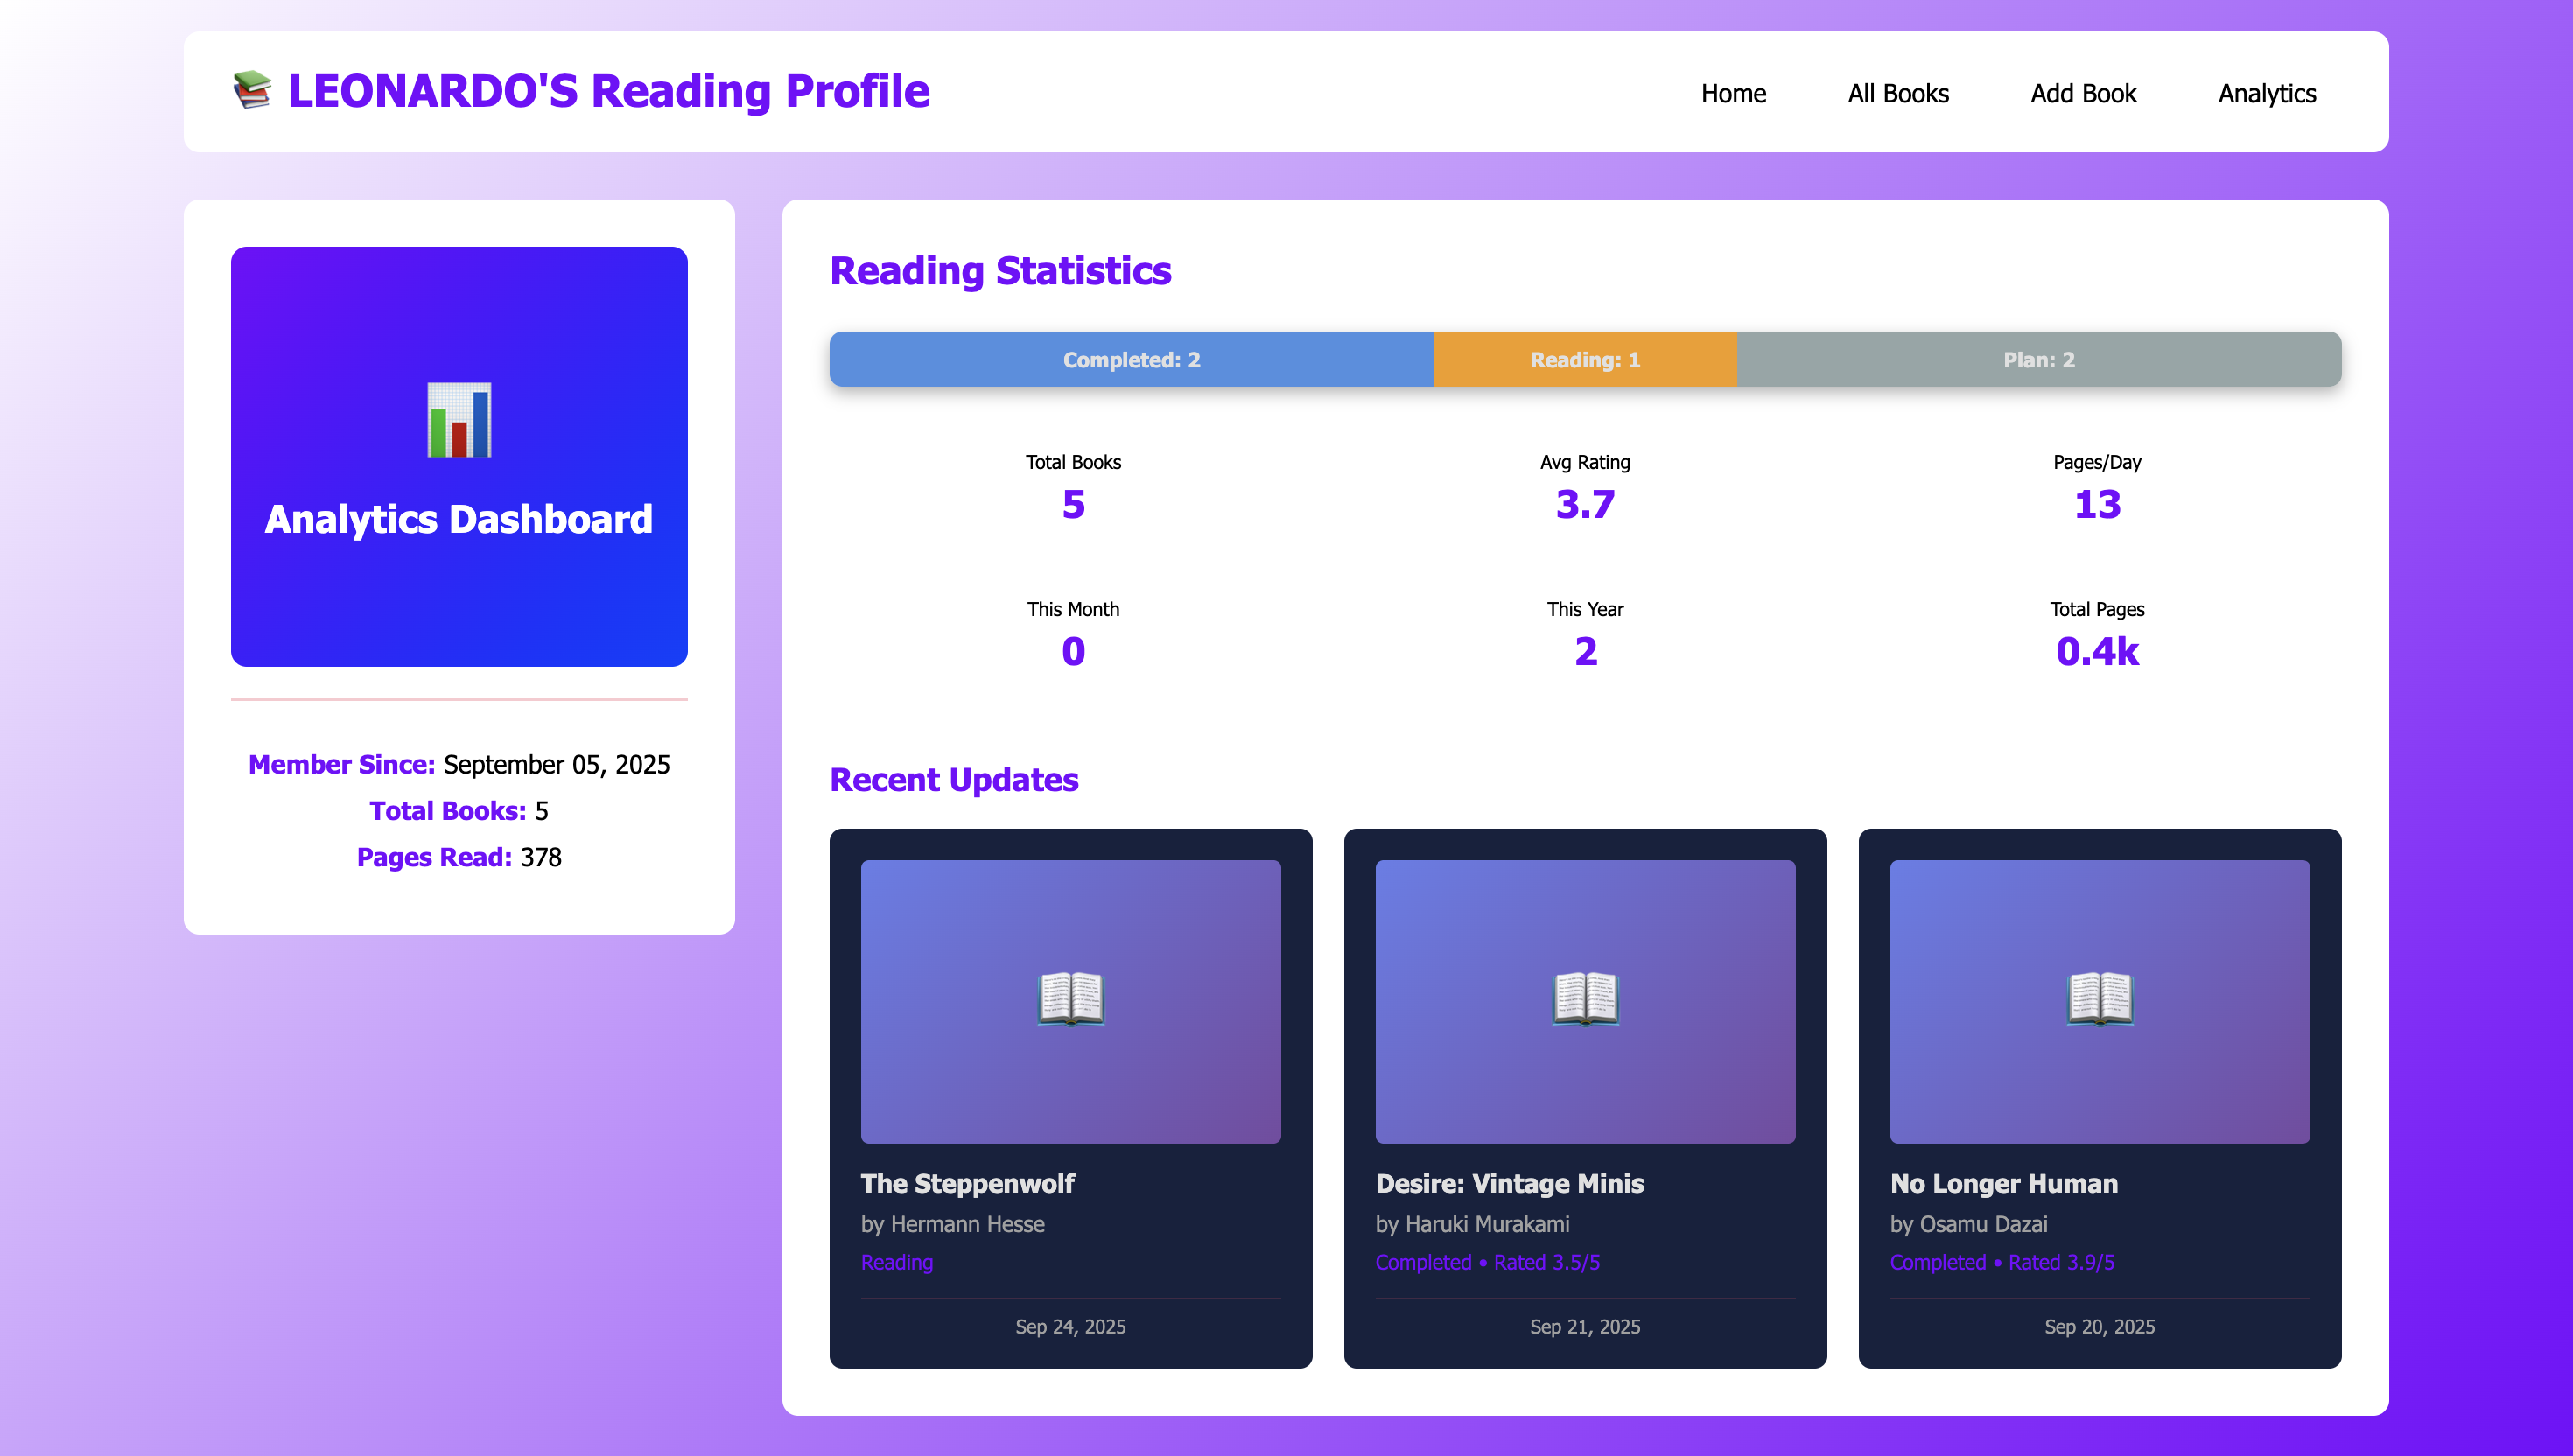 LEONARDO'S Reading Profile
Home
All Books
Add Book
Analytics
Analytics Dashboard
Member Since: September 05, 2025
Total Books: 5
Pages Read: 378
Reading Statistics
Completed: 2
Reading: 1
Plan: 2
Total Books
5
Avg Rating
3.7
Pages/Day
13
This Month
0
This Year
2
Total Pages
0.4k
Recent Updates
The Steppenwolf
by Hermann Hesse
Reading
Sep 24, 2025
Desire: Vintage Minis
by Haruki Murakami
Completed • Rated 3.5/5
Sep 21, 2025
No Longer Human
by Osamu Dazai
Completed • Rated 3.9/5
Sep 20, 2025